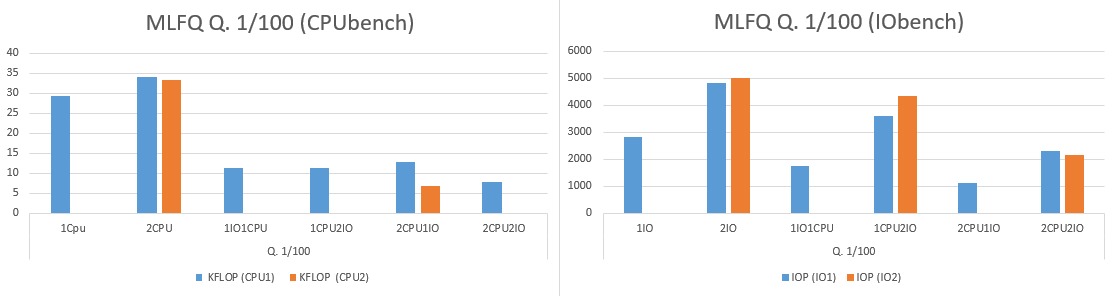 MLFQ Q. 1/100 (CPUbench)
40
35
30
25
20
15
10
5
0
1Cpu 2CPU 1IO1CPU 1CPU2IO 2CPU1IO 2CPU2IO
Q. 1/100
KFLOP (CPU1) KFLOP (CPU2)
MLFQ Q. 1/100 (IObench)
6000
5000
4000
3000
2000
1000
0
1IO 2IO 1IO1CPU 1CPU2IO 2CPU1IO 2CPU2IO
Q. 1/100
IOP (IO1) IOP (IO2)